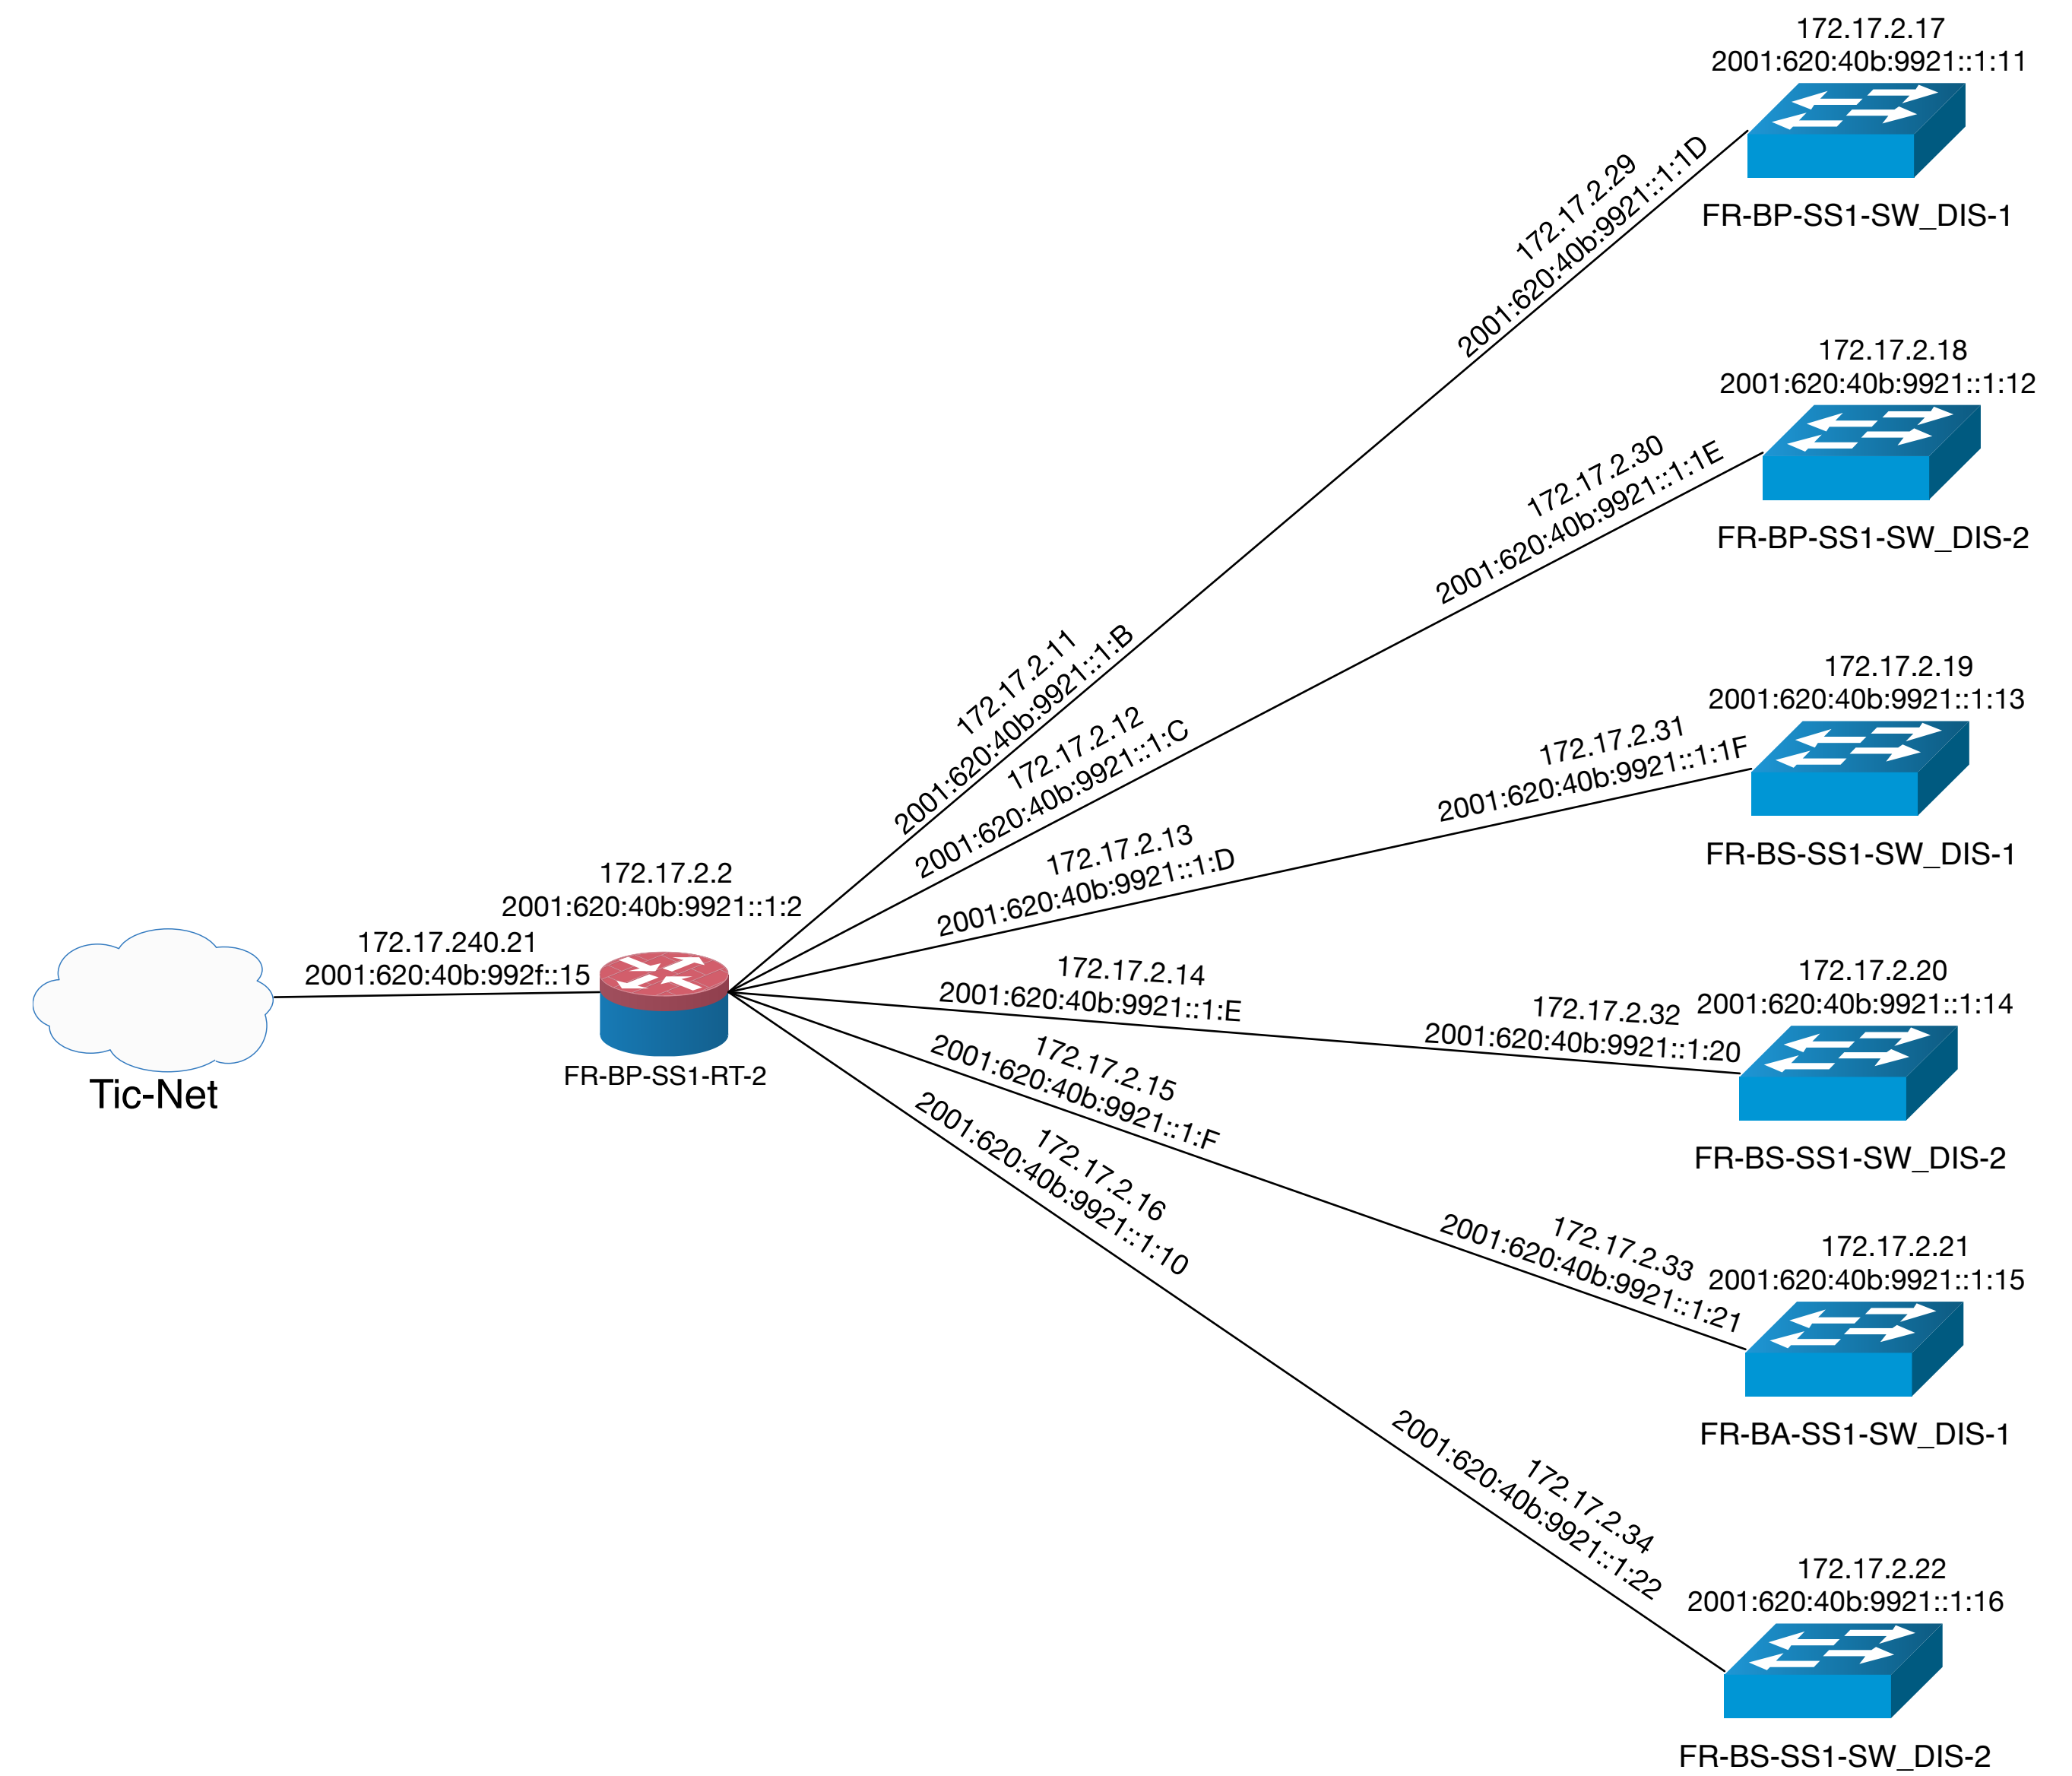 172.17.2.17
2001:620:40b:9921::1:11
FR-BP-SS1-SW_DIS-1
172.17.2.29
2001:620:40b:9921::1:1D
172.17.2.18
2001:620:40b:9921::1:12
FR-BP-SS1-SW_DIS-2
172.17.2.30
2001:620:40b:9921::1:1E
172.17.2.11
2001:620:40b:9921::1:B
172.17.2.12
2001:620:40b:9921::1:C
172.17.2.19
2001:620:40b:9921::1:13
FR-BS-SS1-SW_DIS-1
172.17.2.31
2001:620:40b:9921::1:1F
172.17.2.13
2001:620:40b:9921::1:D
172.17.2.2
2001:620:40b:9921::1:2
172.17.240.21
2001:620:40b:992f::15
FR-BP-SS1-RT-2
Tic-Net
172.17.2.14
2001:620:40b:9921::1:E
172.17.2.32
2001:620:40b:9921::1:20
172.17.2.20
2001:620:40b:9921::1:14
FR-BS-SS1-SW_DIS-2
172.17.2.15
2001:620:40b:9921::1:F
172.17.2.16
2001:620:40b:9921::1:10
172.17.2.33
2001:620:40b:9921::1:21
172.17.2.21
2001:620:40b:9921::1:15
FR-BA-SS1-SW_DIS-1
172.17.2.34
2001:620:40b:9921::1:22
172.17.2.22
2001:620:40b:9921::1:16
FR-BS-SS1-SW_DIS-2